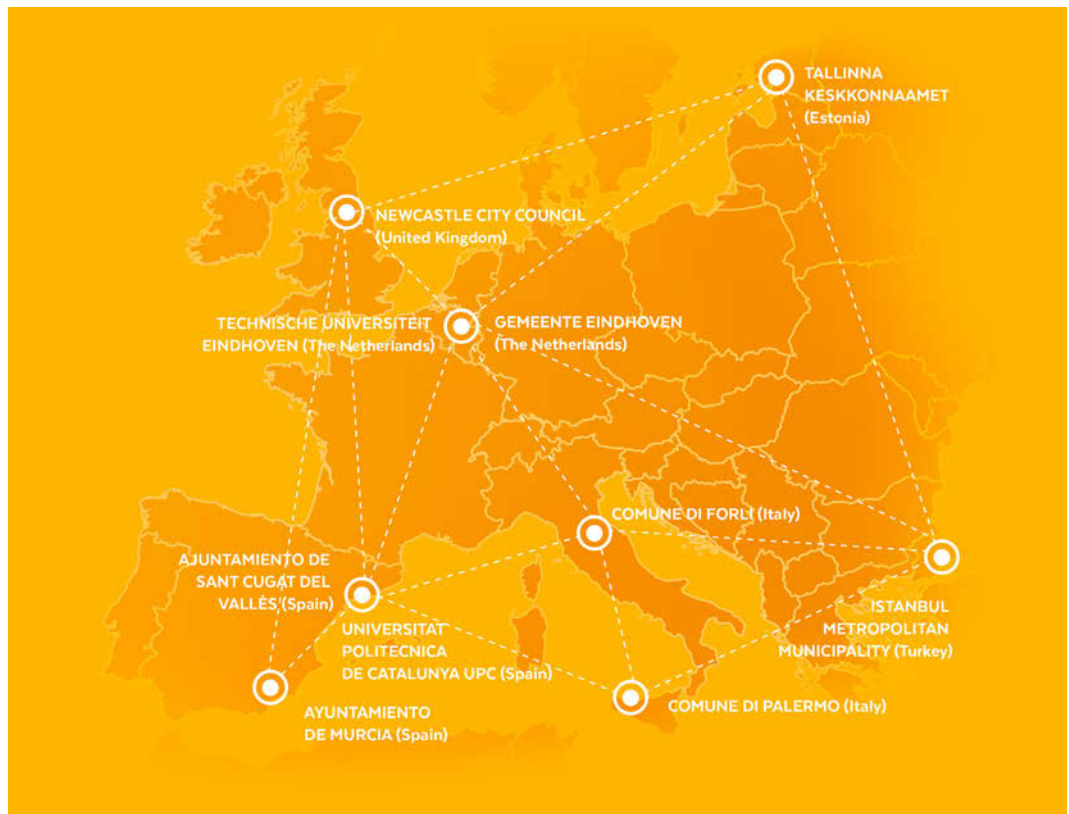 TALLINNA
KESKKONNAAMET
(Estonia)
NEWCASTLE CITY COUNCIL
(United Kingdom)
TECHNISCHE UNIVERSITEIT
EINDHOVEN (The Netherlands)
GEMEENTE EINDHOVEN
(The Netherlands)
COMUNE DI FORLI (Italy)
AJUNTAMIENTO DE
SANT CUGAT DEL
VALLÈS (Spain)
UNIVERSITAT
POLITECNICA
DE CATALUNYA UPC (Spain)
ISTANBUL
METROPOLITAN
MUNICIPALITY (Turkey)
AYUNTAMIENTO
DE MURCIA (Spain)
COMUNE DI PALERMO (Italy)